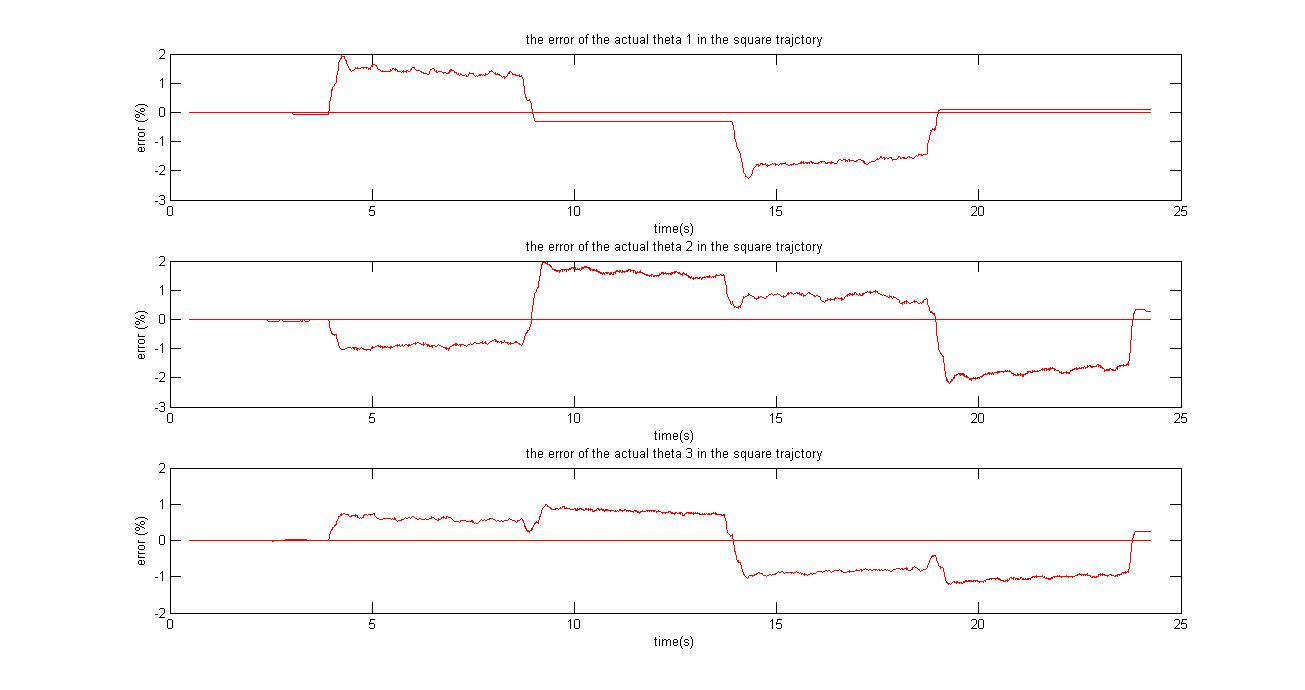 the error of the actual theta 1 in the square trajctory
error (%)
2
1
0
-1
-2
-3
0 5 10 15 20 25
time(s)
the error of the actual theta 2 in the square trajctory
error (%)
2
1
0
-1
-2
-3
0 5 10 15 20 25
time(s)
the error of the actual theta 3 in the square trajctory
error (%)
2
1
0
-1
-2
0 5 10 15 20 25
time(s)